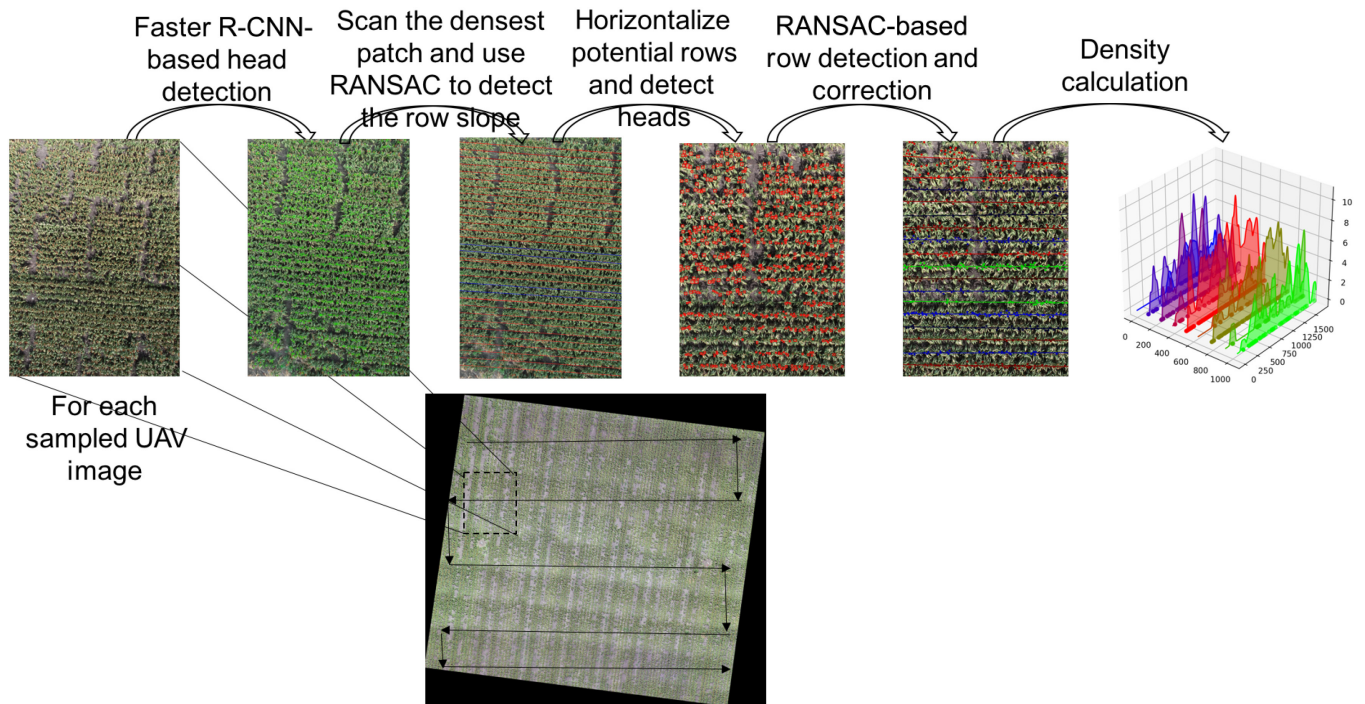 Faster R-CNN-
based head
detection
Scan the densest
patch and use
RANSAC to detect
the row slope
Horizontalize
potential rows
and detect
heads
RANSAC-based
row detection and
correction
Density
calculation
For each
sampled UAV
image
10
8
6
4
2
0
0
200
400
600
800
1000
0
250
500
750
1000
1250
1500